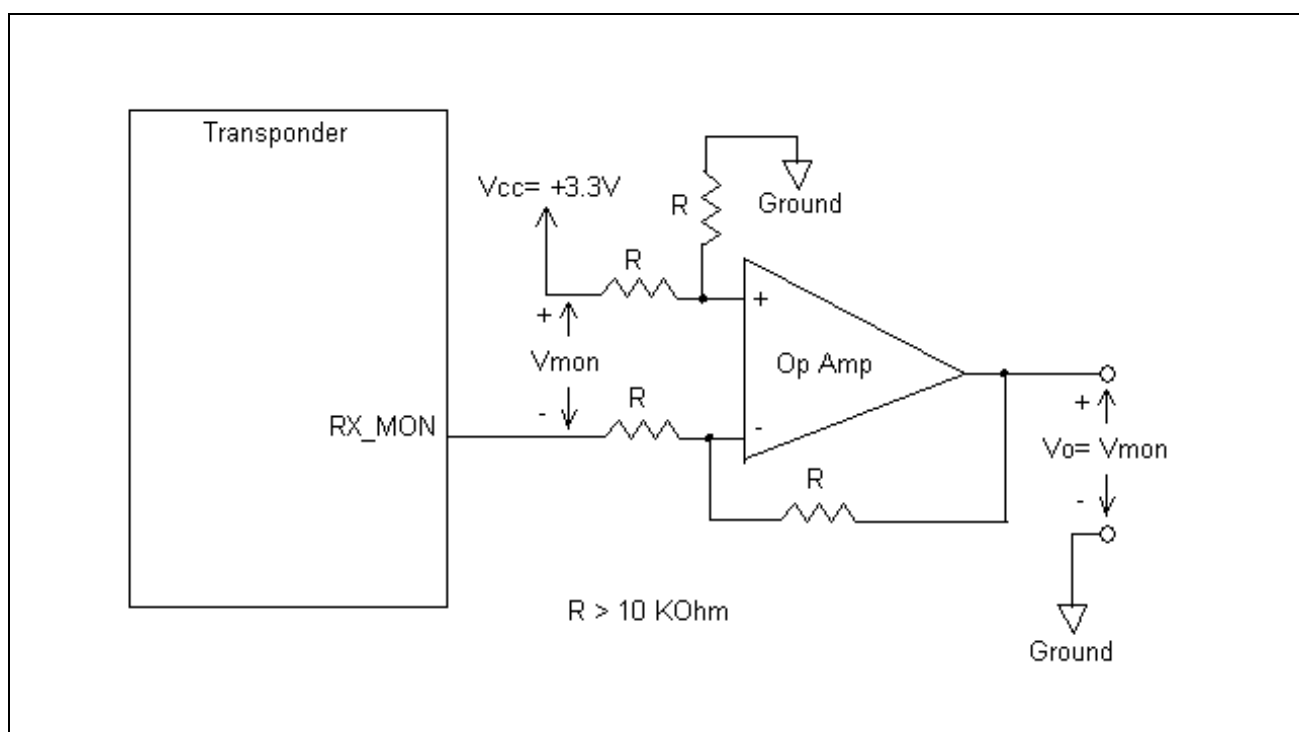 Transponder
Vcc= +3.3V
R
Ground
R
+
+
Vmon
Op Amp
-
R
-
RX_MON
+
Vo= Vmon
R
-
R > 10 KOhm
Ground